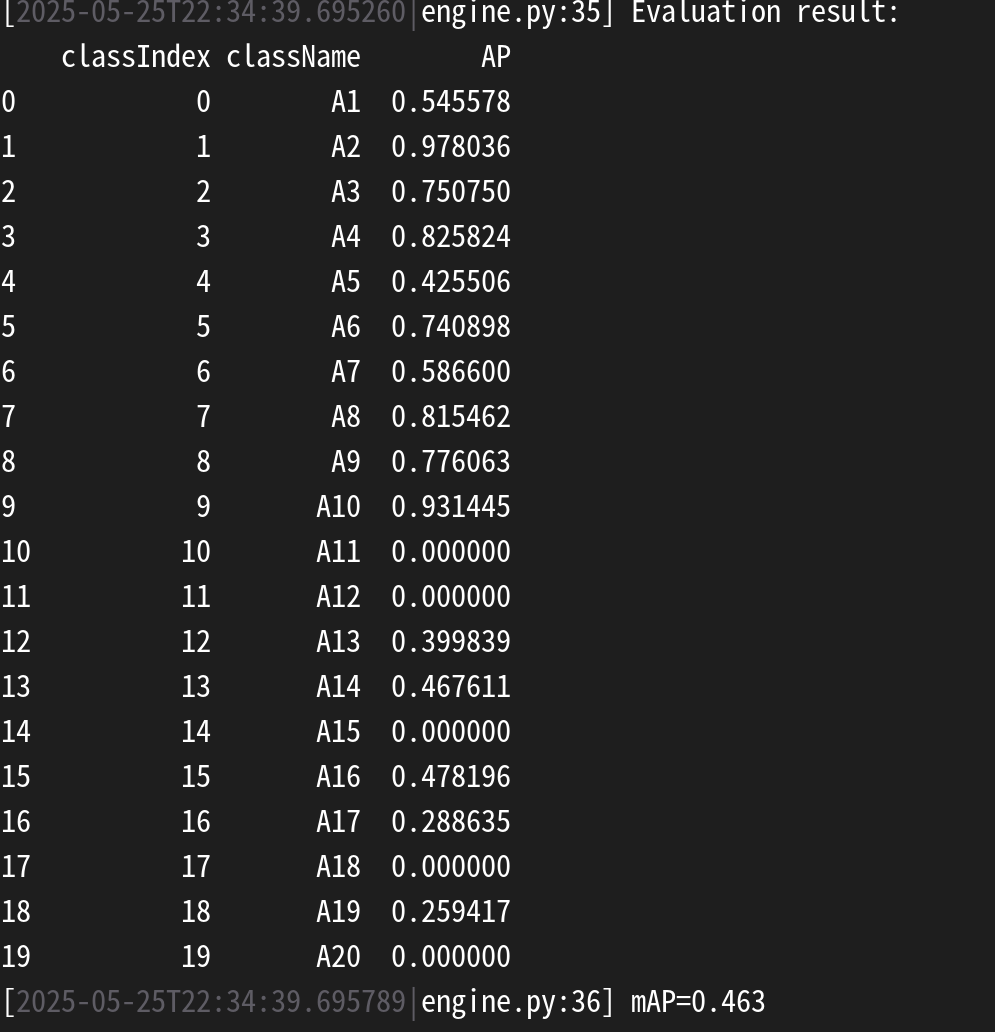 [2025-05-25T22:34:39.695260|engine.py:35] Evaluation result:
    classIndex className        AP
0            0        A1  0.545578
1            1        A2  0.978036
2            2        A3  0.750750
3            3        A4  0.825824
4            4        A5  0.425506
5            5        A6  0.740898
6            6        A7  0.586600
7            7        A8  0.815462
8            8        A9  0.776063
9            9       A10  0.931445
10          10       A11  0.000000
11          11       A12  0.000000
12          12       A13  0.399839
13          13       A14  0.467611
14          14       A15  0.000000
15          15       A16  0.478196
16          16       A17  0.288635
17          17       A18  0.000000
18          18       A19  0.259417
19          19       A20  0.000000
[2025-05-25T22:34:39.695789|engine.py:36] mAP=0.463